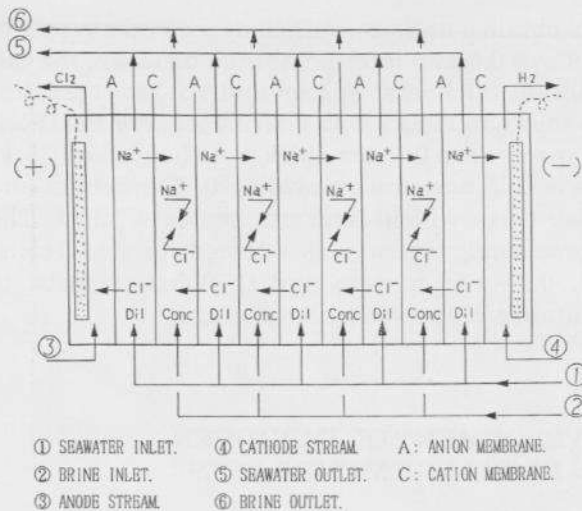 ⑥
⑤
Cl₂ A C A C A C A C A C H₂
Na⁺ Na⁺ Na⁺ Na⁺ Na⁺
(+) (−)
Na⁺ Na⁺ Na⁺ Na⁺
Cl⁻ Cl⁻ Cl⁻ Cl⁻
Cl⁻ Cl⁻ Cl⁻ Cl⁻ Cl⁻
Dil Conc Dil Conc Dil Conc Dil Conc Dil
③ ④
①
②
① SEAWATER INLET. ④ CATHODE STREAM. A: ANION MEMBRANE.
② BRINE INLET. ⑤ SEAWATER OUTLET. C: CATION MEMBRANE.
③ ANODE STREAM. ⑥ BRINE OUTLET.